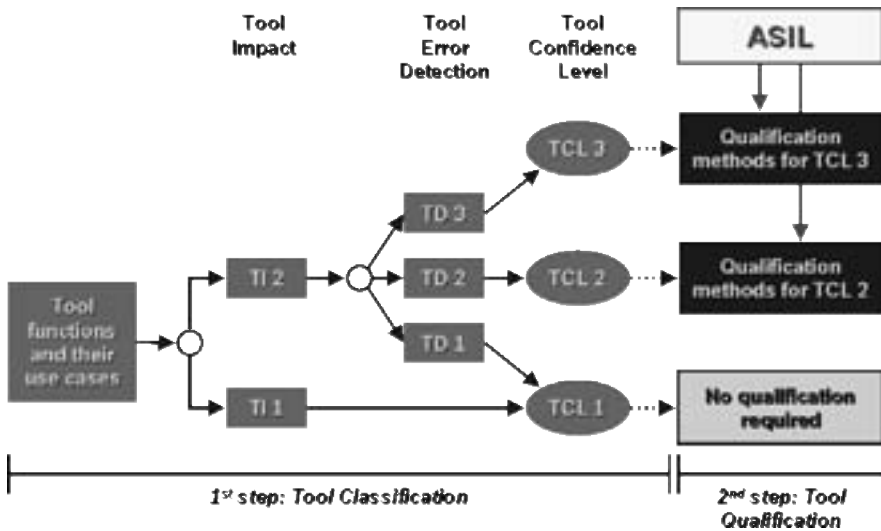 Tool
Impact
Tool
Error
Detection
Tool
Confidence
Level
ASIL
TCL 3
Qualification
methods for TCL 3
TD 3
TI 2
TD 2
TCL 2
Qualification
methods for TCL 2
Tool
functions
and their
use cases
TD 1
TI 1
TCL 1
No qualification
required
1st step: Tool Classification
2nd step: Tool
Qualification